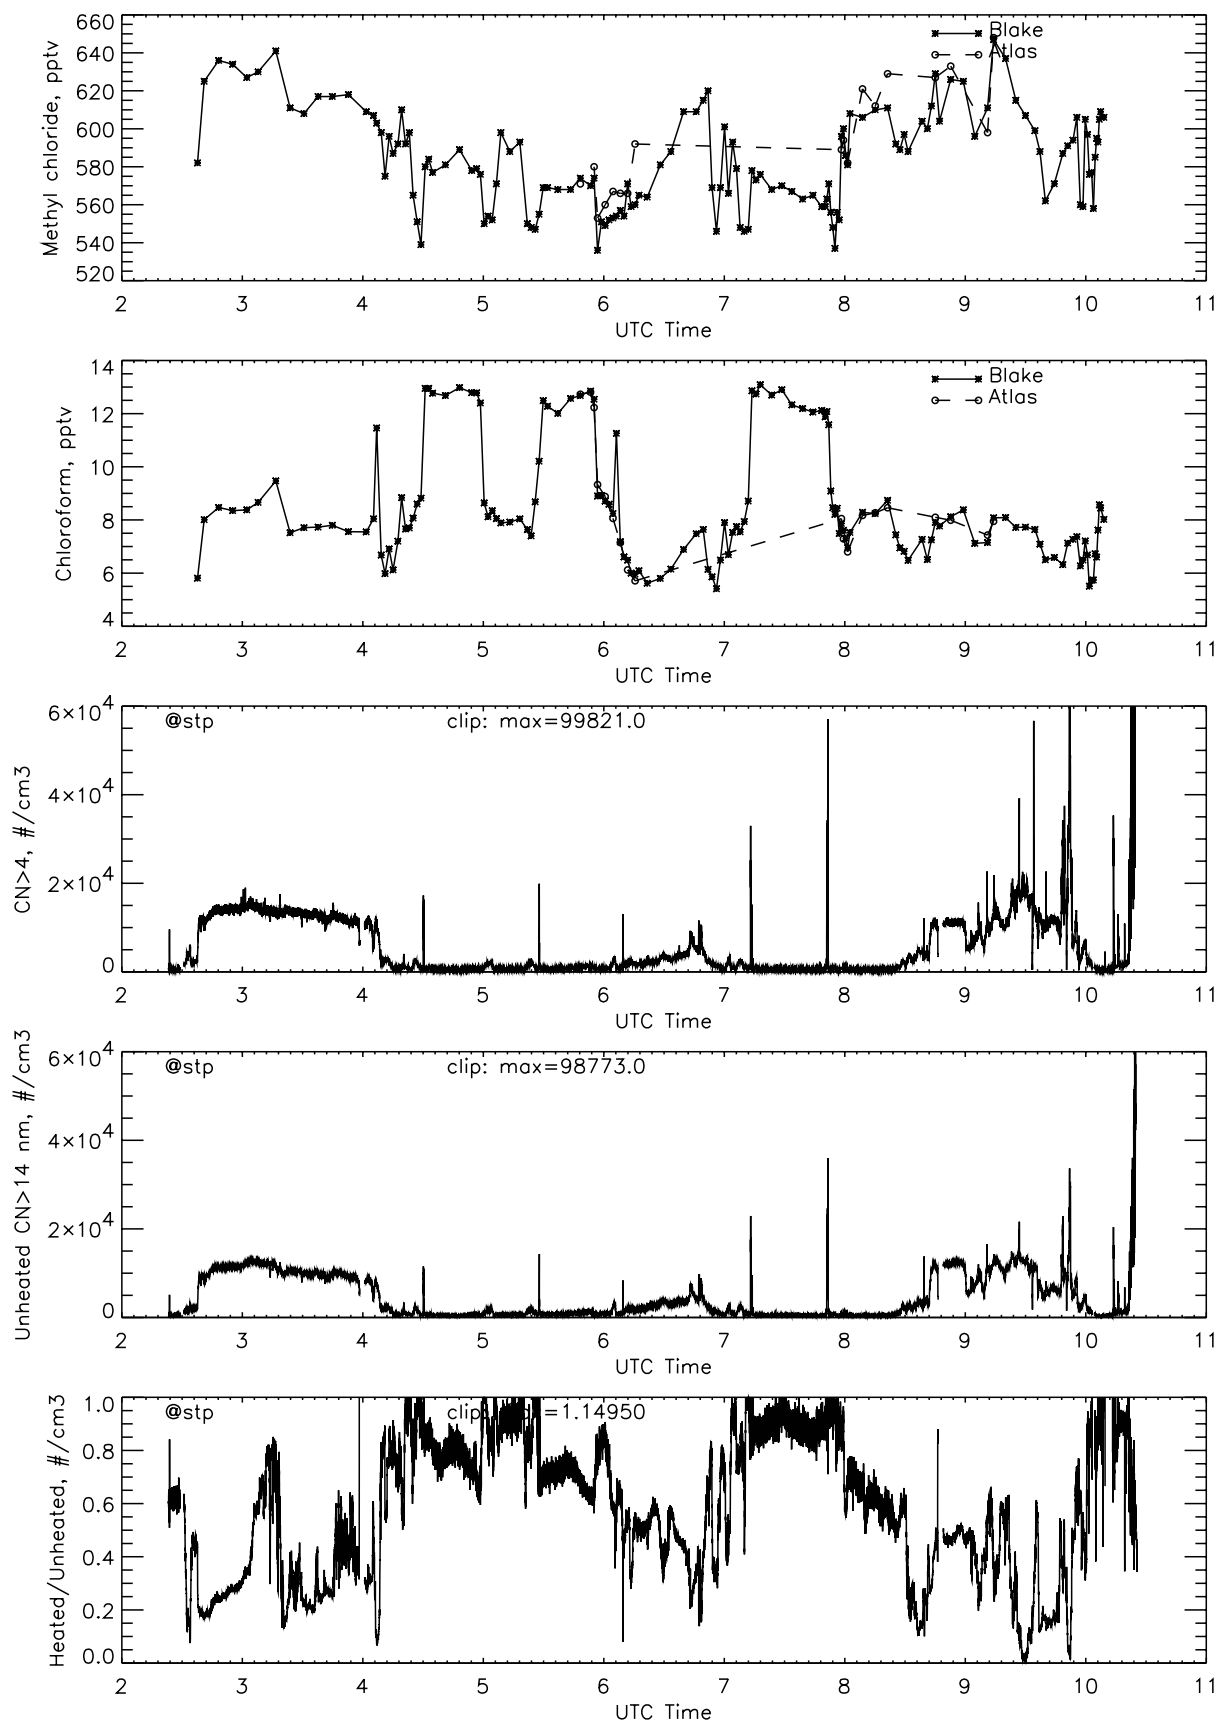 Methyl chloride, pptv
660
640
620
600
580
560
540
520
Blake
Atlas
2 3 4 5 6 7 8 9 10 11
UTC Time
Chloroform, pptv
14
12
10
8
6
4
Blake
Atlas
2 3 4 5 6 7 8 9 10 11
UTC Time
CN>4, #/cm3
6×10^4
4×10^4
2×10^4
0
@stp clip: max=99821.0
2 3 4 5 6 7 8 9 10 11
UTC Time
Unheated CN>14 nm, #/cm3
6×10^4
4×10^4
2×10^4
0
@stp clip: max=98773.0
2 3 4 5 6 7 8 9 10 11
UTC Time
Heated/Unheated, #/cm3
1.0
0.8
0.6
0.4
0.2
0.0
@stp clip: =1.14950
2 3 4 5 6 7 8 9 10 11
UTC Time